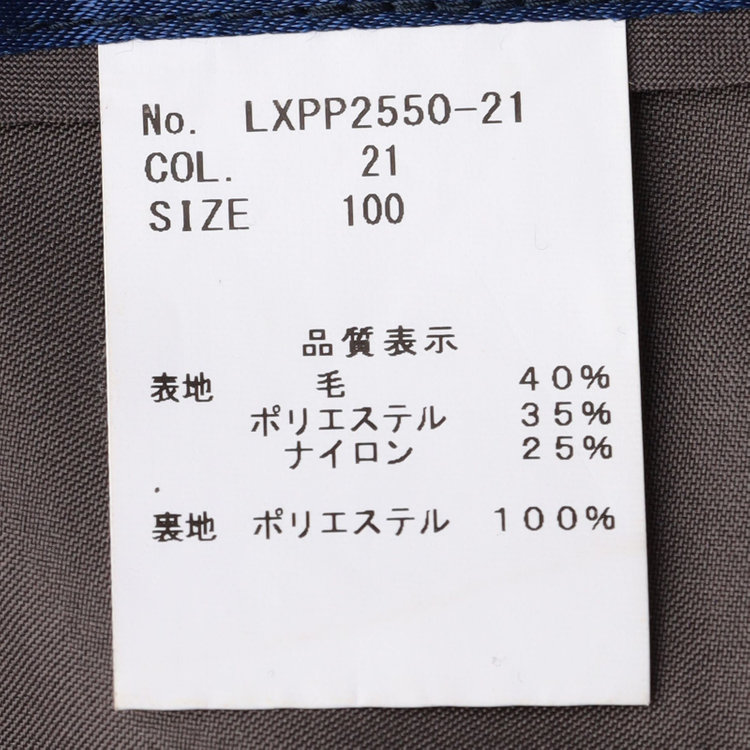 No. LXPP2550-21
COL. 21
SIZE 100
品質表示
表地 毛 40%
ポリエステル 35%
ナイロン 25%
裏地 ポリエステル 100%